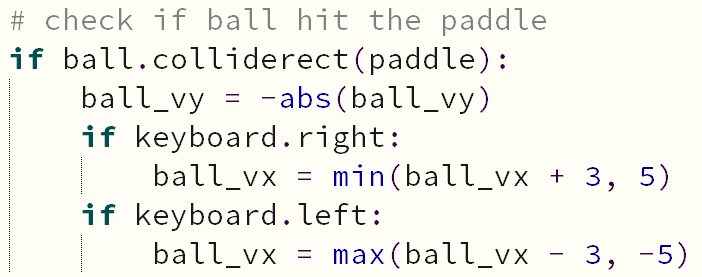 # check if ball hit the paddle
if ball.colliderect(paddle):
    ball_vy = -abs(ball_vy)
    if keyboard.right:
        ball_vx = min(ball_vx + 3, 5)
    if keyboard.left:
        ball_vx = max(ball_vx - 3, -5)